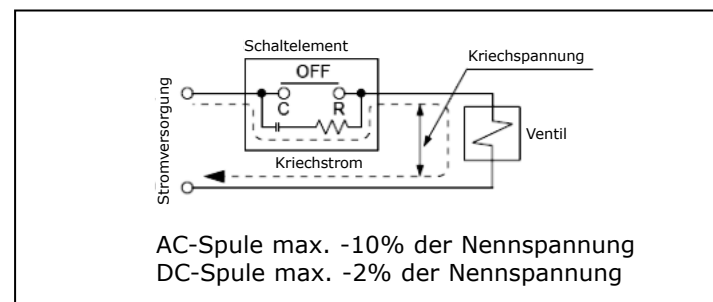 Schaltelement
Kriechspannung
OFF
C R
Stromversorgung
Ventil
Kriechstrom
AC-Spule max. -10% der Nennspannung
DC-Spule max. -2% der Nennspannung